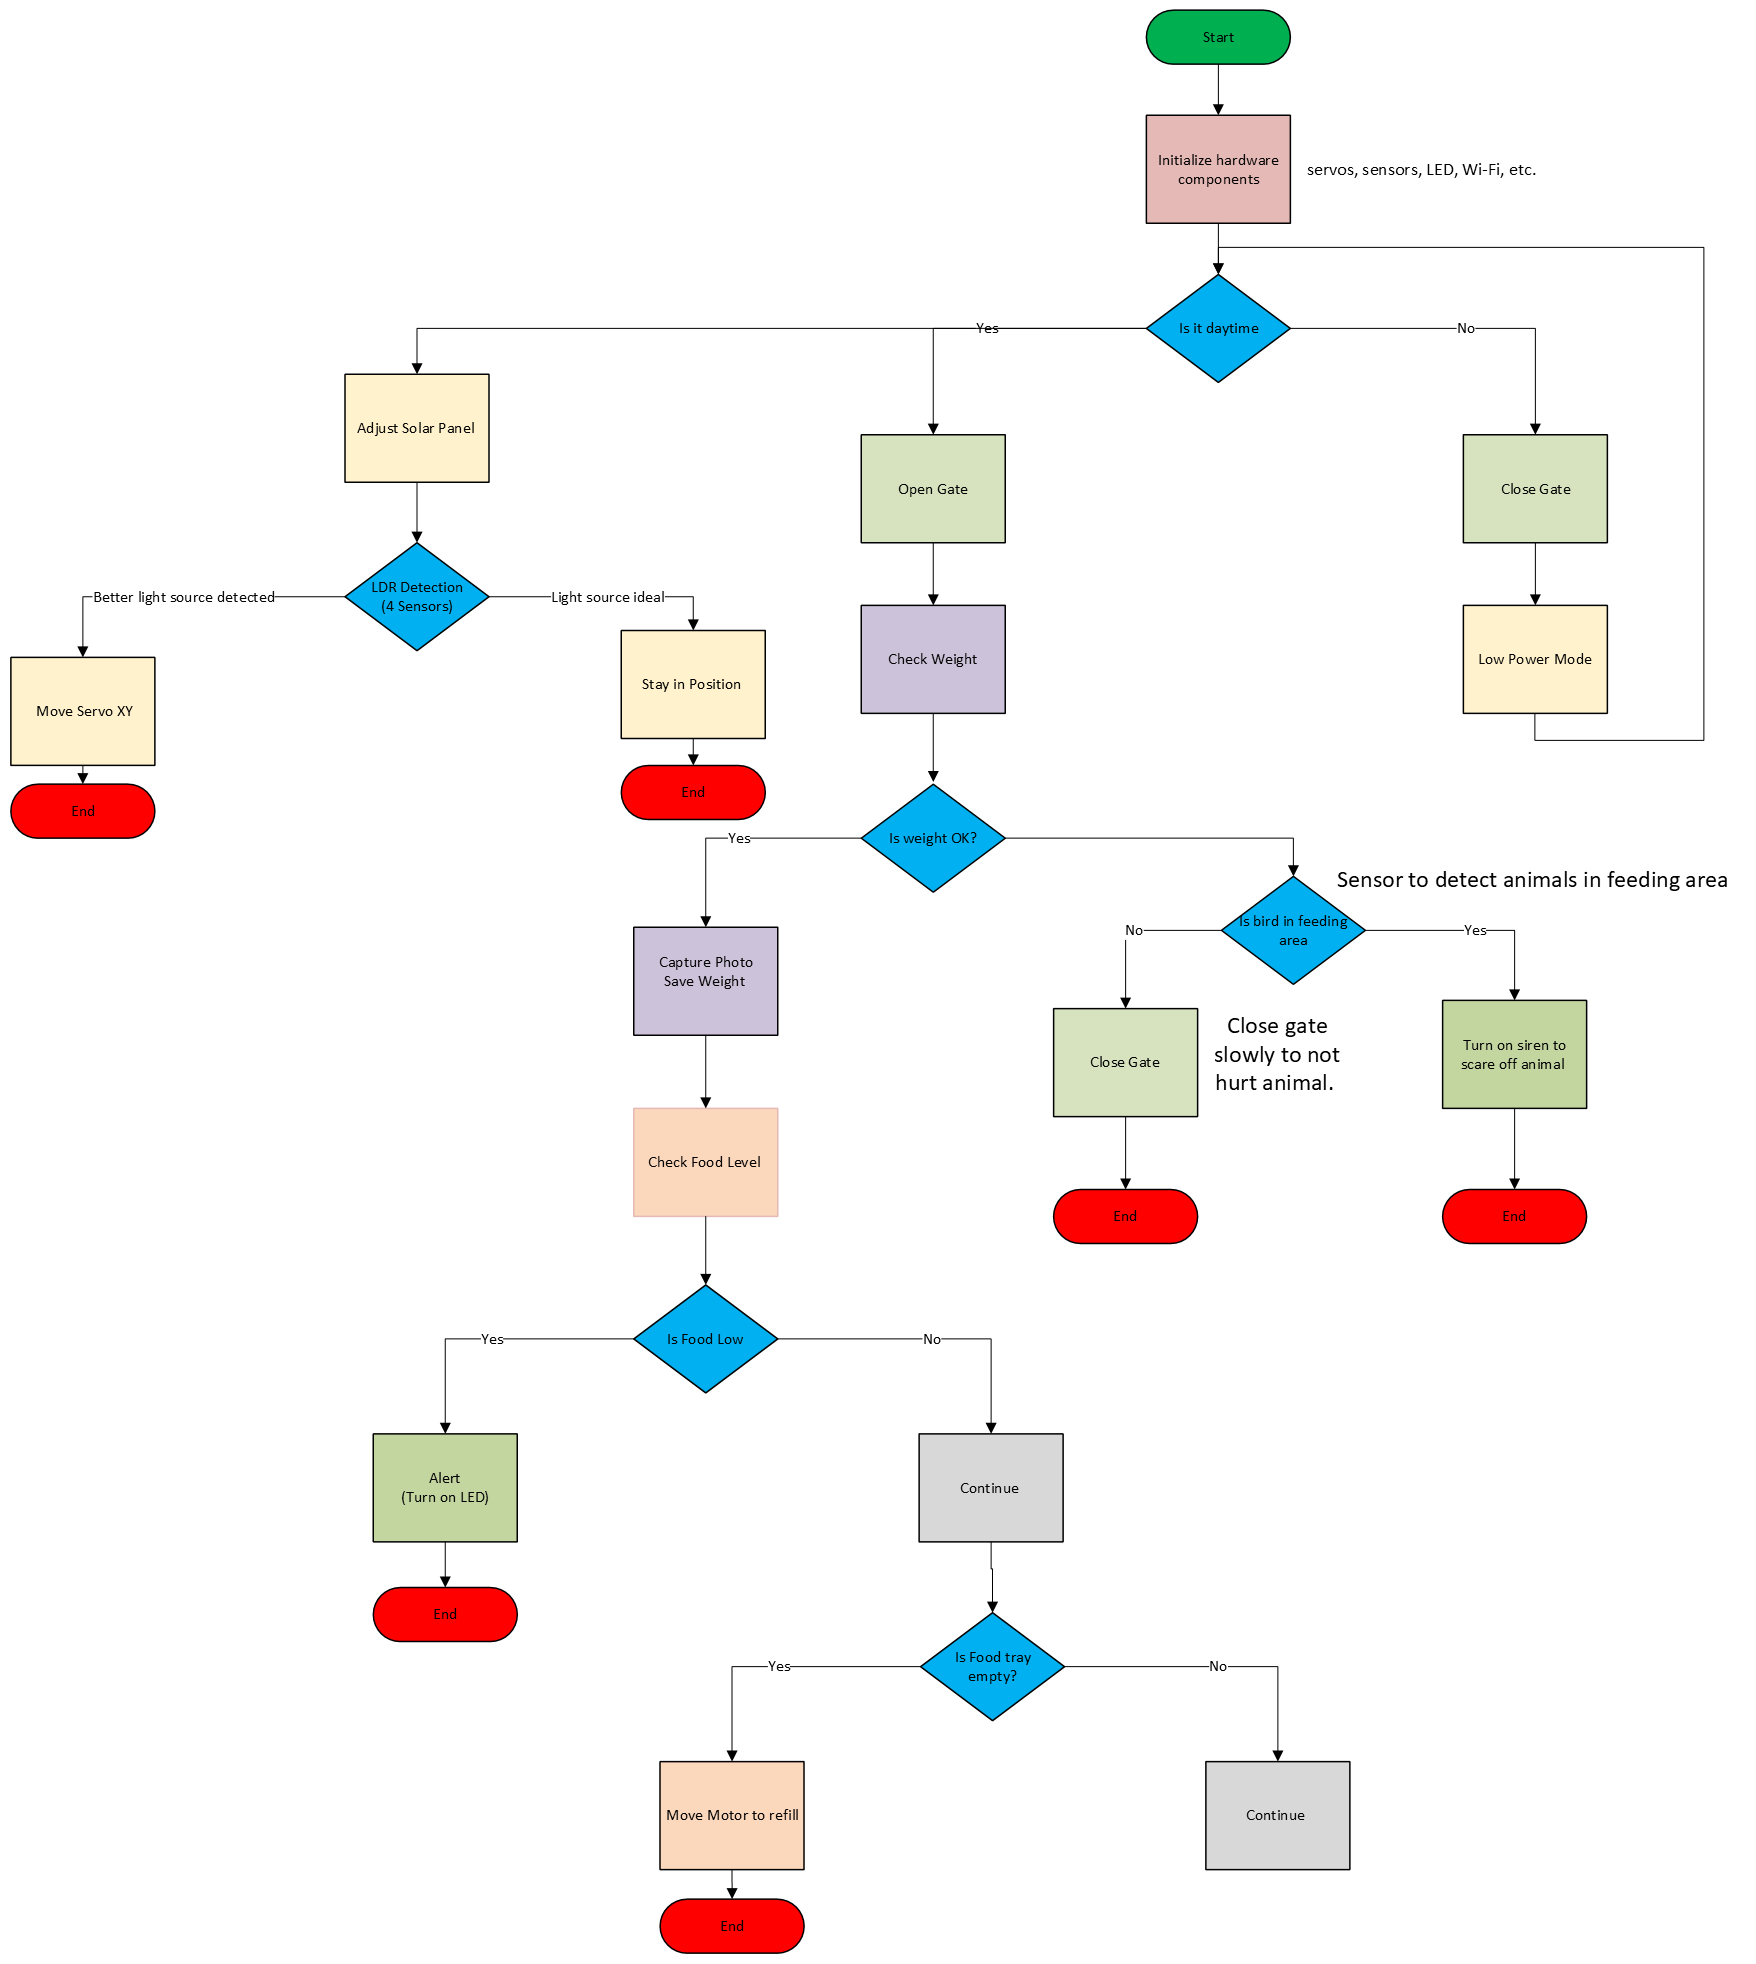 Start
Initialize hardware
components
servos, sensors, LED, Wi-Fi, etc.
Is it daytime
Yes
No
Adjust Solar Panel
Open Gate
Close Gate
LDR Detection
(4 Sensors)
Better light source detected
Light source ideal
Move Servo XY
Stay in Position
Check Weight
Low Power Mode
End
End
Is weight OK?
Yes
Sensor to detect animals in feeding area
Is bird in feeding
area
No
Yes
Capture Photo
Save Weight
Close Gate
Close gate
slowly to not
hurt animal.
Turn on siren to
scare off animal
Check Food Level
End
End
Is Food Low
Yes
No
Alert
(Turn on LED)
Continue
End
Is Food tray
empty?
Yes
No
Move Motor to refill
Continue
End